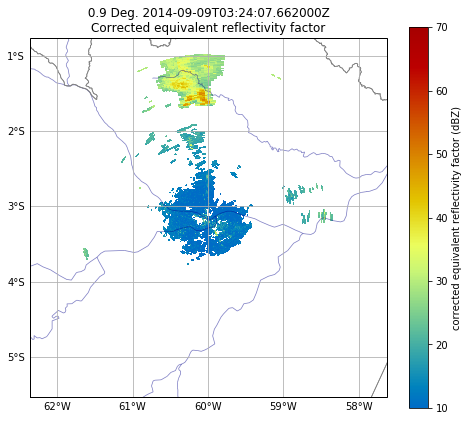 0.9 Deg. 2014-09-09T03:24:07.662000Z
Corrected equivalent reflectivity factor
1°S
2°S
3°S
4°S
5°S
62°W
61°W
60°W
59°W
58°W
70
60
50
40
30
20
10
corrected equivalent reflectivity factor (dBZ)